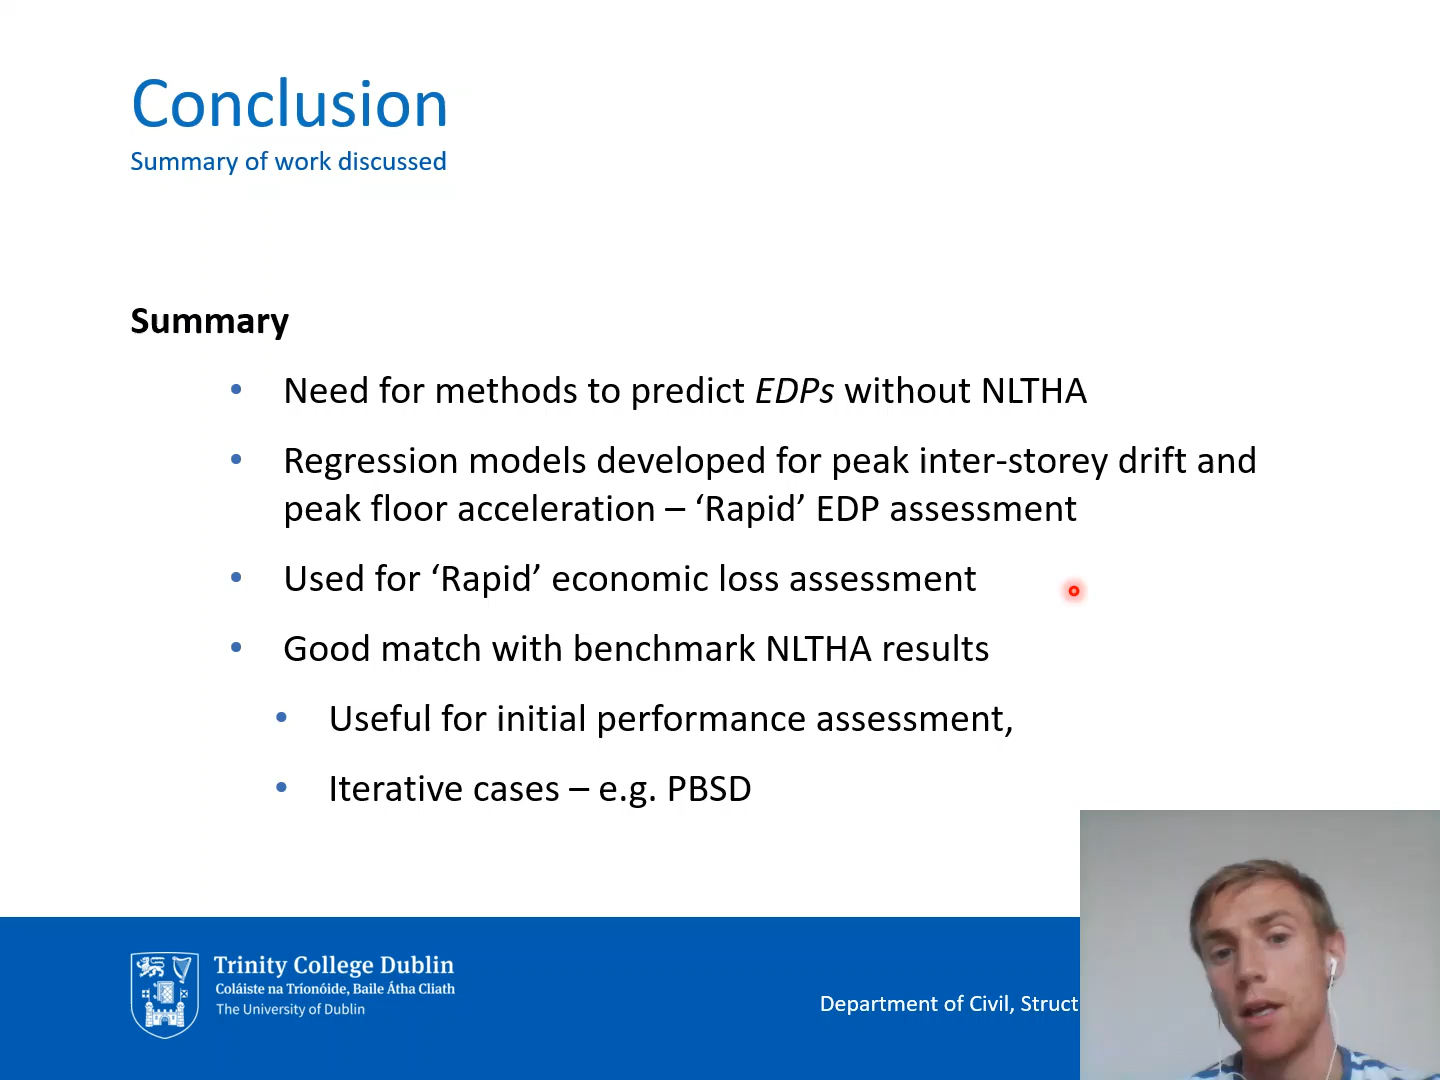 Conclusion
Summary of work discussed
Summary
• Need for methods to predict EDPs without NLTHA
• Regression models developed for peak inter-storey drift and
peak floor acceleration – ‘Rapid’ EDP assessment
• Used for ‘Rapid’ economic loss assessment
• Good match with benchmark NLTHA results
• Useful for initial performance assessment,
• Iterative cases – e.g. PBSD
Trinity College Dublin
Coláiste na Tríonóide, Baile Átha Cliath
The University of Dublin
Department of Civil, Struct